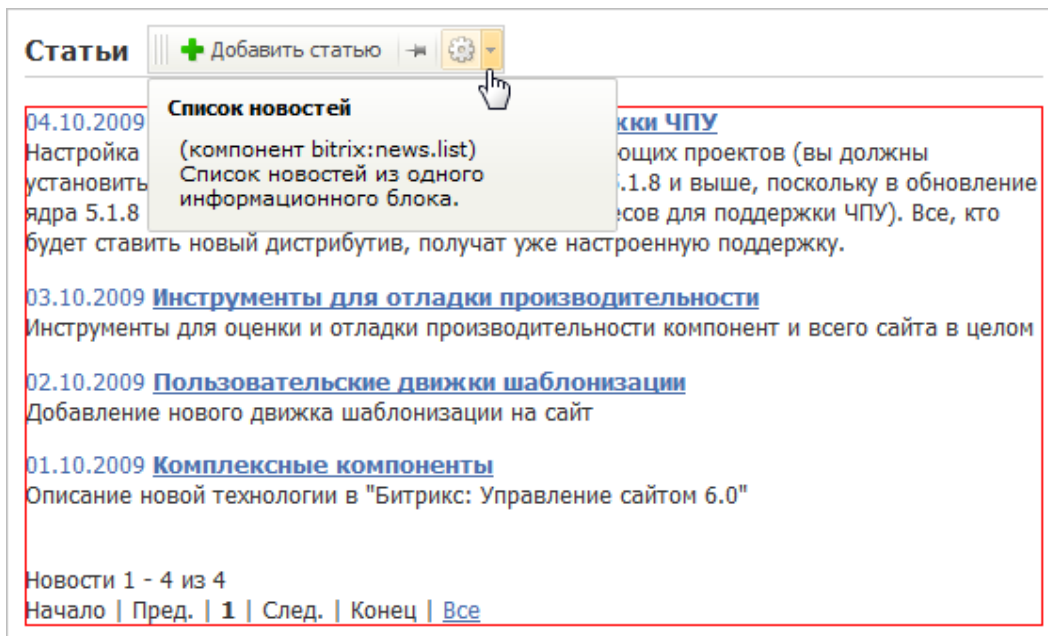 Статьи
Добавить статью
Список новостей
(компонент bitrix:news.list)
Список новостей из одного
информационного блока.
04.10.2009 ЧПУ
Настройка проектов (вы должны
установить 5.1.8 и выше, поскольку в обновление
ядра 5.1.8 для поддержки ЧПУ). Все, кто
будет ставить новый дистрибутив, получат уже настроенную поддержку.
03.10.2009 Инструменты для отладки производительности
Инструменты для оценки и отладки производительности компонент и всего сайта в целом
02.10.2009 Пользовательские движки шаблонизации
Добавление нового движка шаблонизации на сайт
01.10.2009 Комплексные компоненты
Описание новой технологии в "Битрикс: Управление сайтом 6.0"
Новости 1 - 4 из 4
Начало | Пред. | 1 | След. | Конец | Все